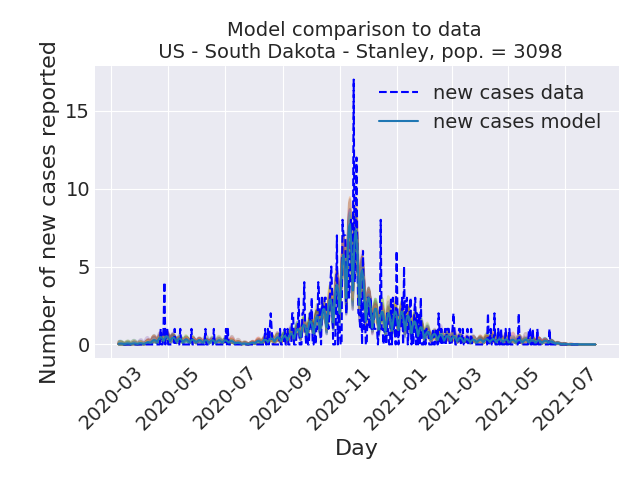 Model comparison to data
US - South Dakota - Stanley, pop. = 3098
Number of new cases reported
15
10
5
0
new cases data
new cases model
2020-03
2020-05
2020-07
2020-09
2020-11
2021-01
2021-03
2021-05
2021-07
Day